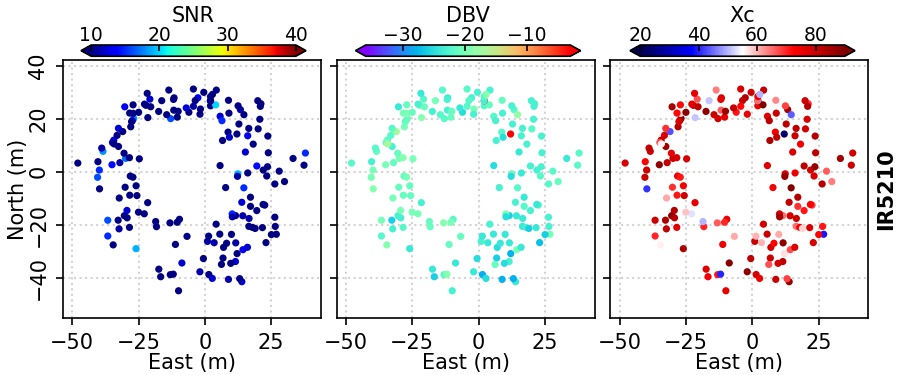 SNR DBV Xc
10 20 30 40 −30 −20 −10 20 40 60 80
40
20
0
−20
−40
North (m)
IR5210
−50 −25 0 25 −50 −25 0 25 −50 −25 0 25
East (m) East (m) East (m)